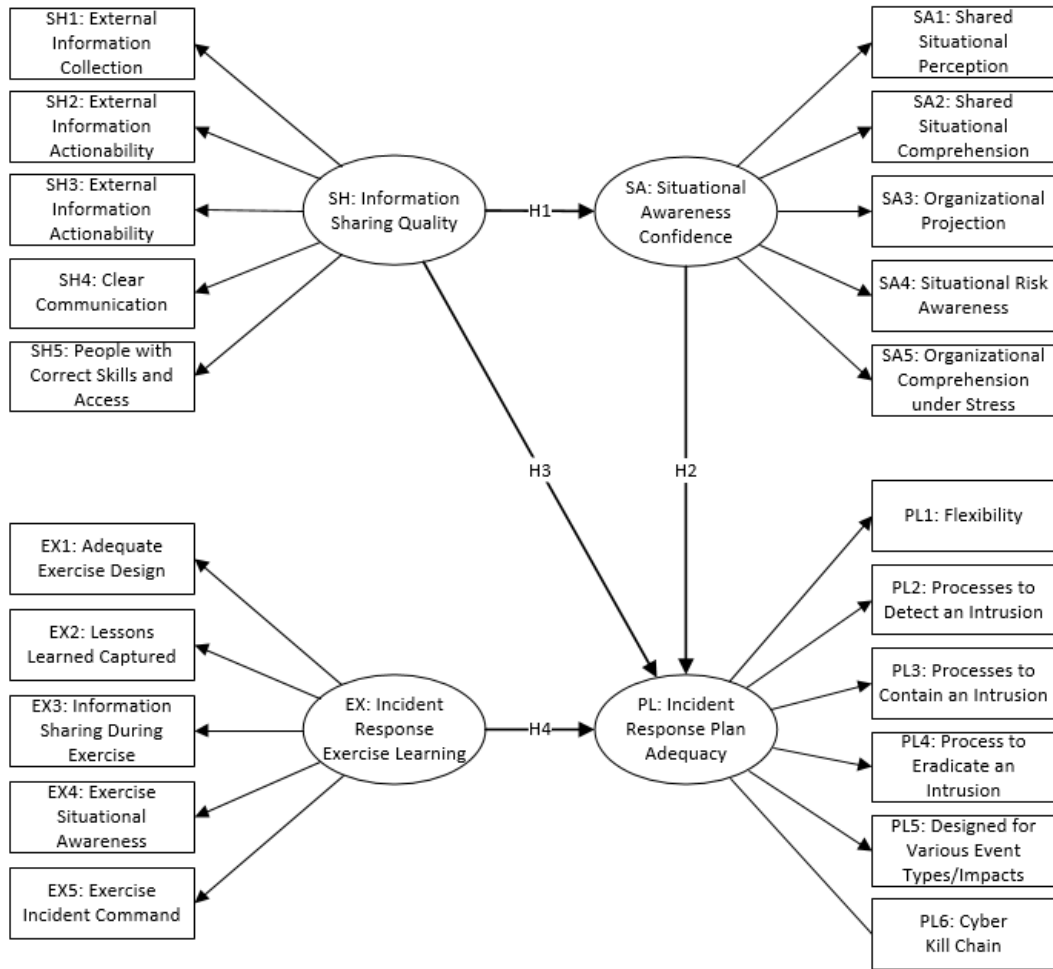 SH1: External
Information
Collection
SH2: External
Information
Actionability
SH3: External
Information
Actionability
SH4: Clear
Communication
SH5: People with
Correct Skills and
Access
SH: Information
Sharing Quality
H1
SA: Situational
Awareness
Confidence
SA1: Shared
Situational
Perception
SA2: Shared
Situational
Comprehension
SA3: Organizational
Projection
SA4: Situational Risk
Awareness
SA5: Organizational
Comprehension
under Stress
H3
H2
EX1: Adequate
Exercise Design
EX2: Lessons
Learned Captured
EX3: Information
Sharing During
Exercise
EX4: Exercise
Situational
Awareness
EX5: Exercise
Incident Command
EX: Incident
Response
Exercise Learning
H4
PL: Incident
Response Plan
Adequacy
PL1: Flexibility
PL2: Processes to
Detect an Intrusion
PL3: Processes to
Contain an Intrusion
PL4: Process to
Eradicate an
Intrusion
PL5: Designed for
Various Event
Types/Impacts
PL6: Cyber
Kill Chain